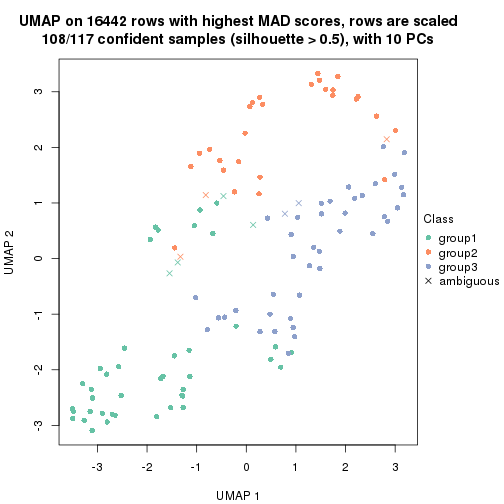 UMAP on 16442 rows with highest MAD scores, rows are scaled
108/117 confident samples (silhouette > 0.5), with 10 PCs
3
2
1
0
-1
-2
-3
UMAP 2
-3
-2
-1
0
1
2
3
UMAP 1
Class
group1
group2
group3
ambiguous